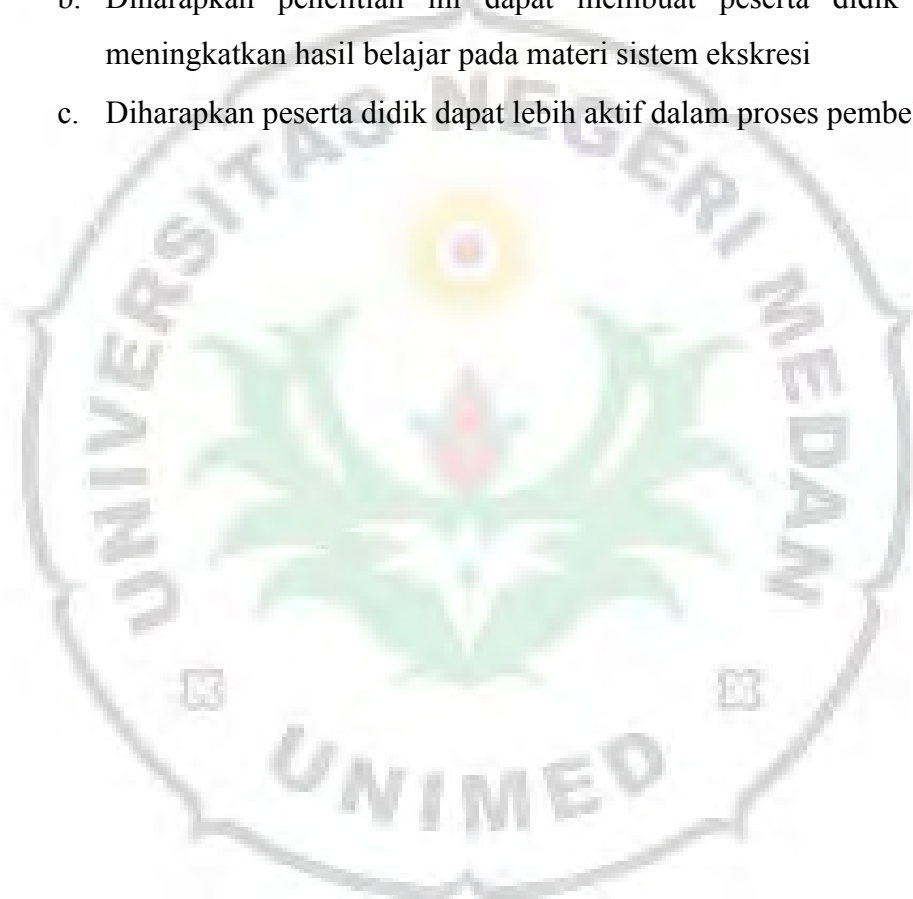 b. Diharapkan penelitian ini dapat membuat peserta didik
meningkatkan hasil belajar pada materi sistem ekskresi
c. Diharapkan peserta didik dapat lebih aktif dalam proses pembe
UNIVERSITAS NEGERI MEDAN
UNIMED